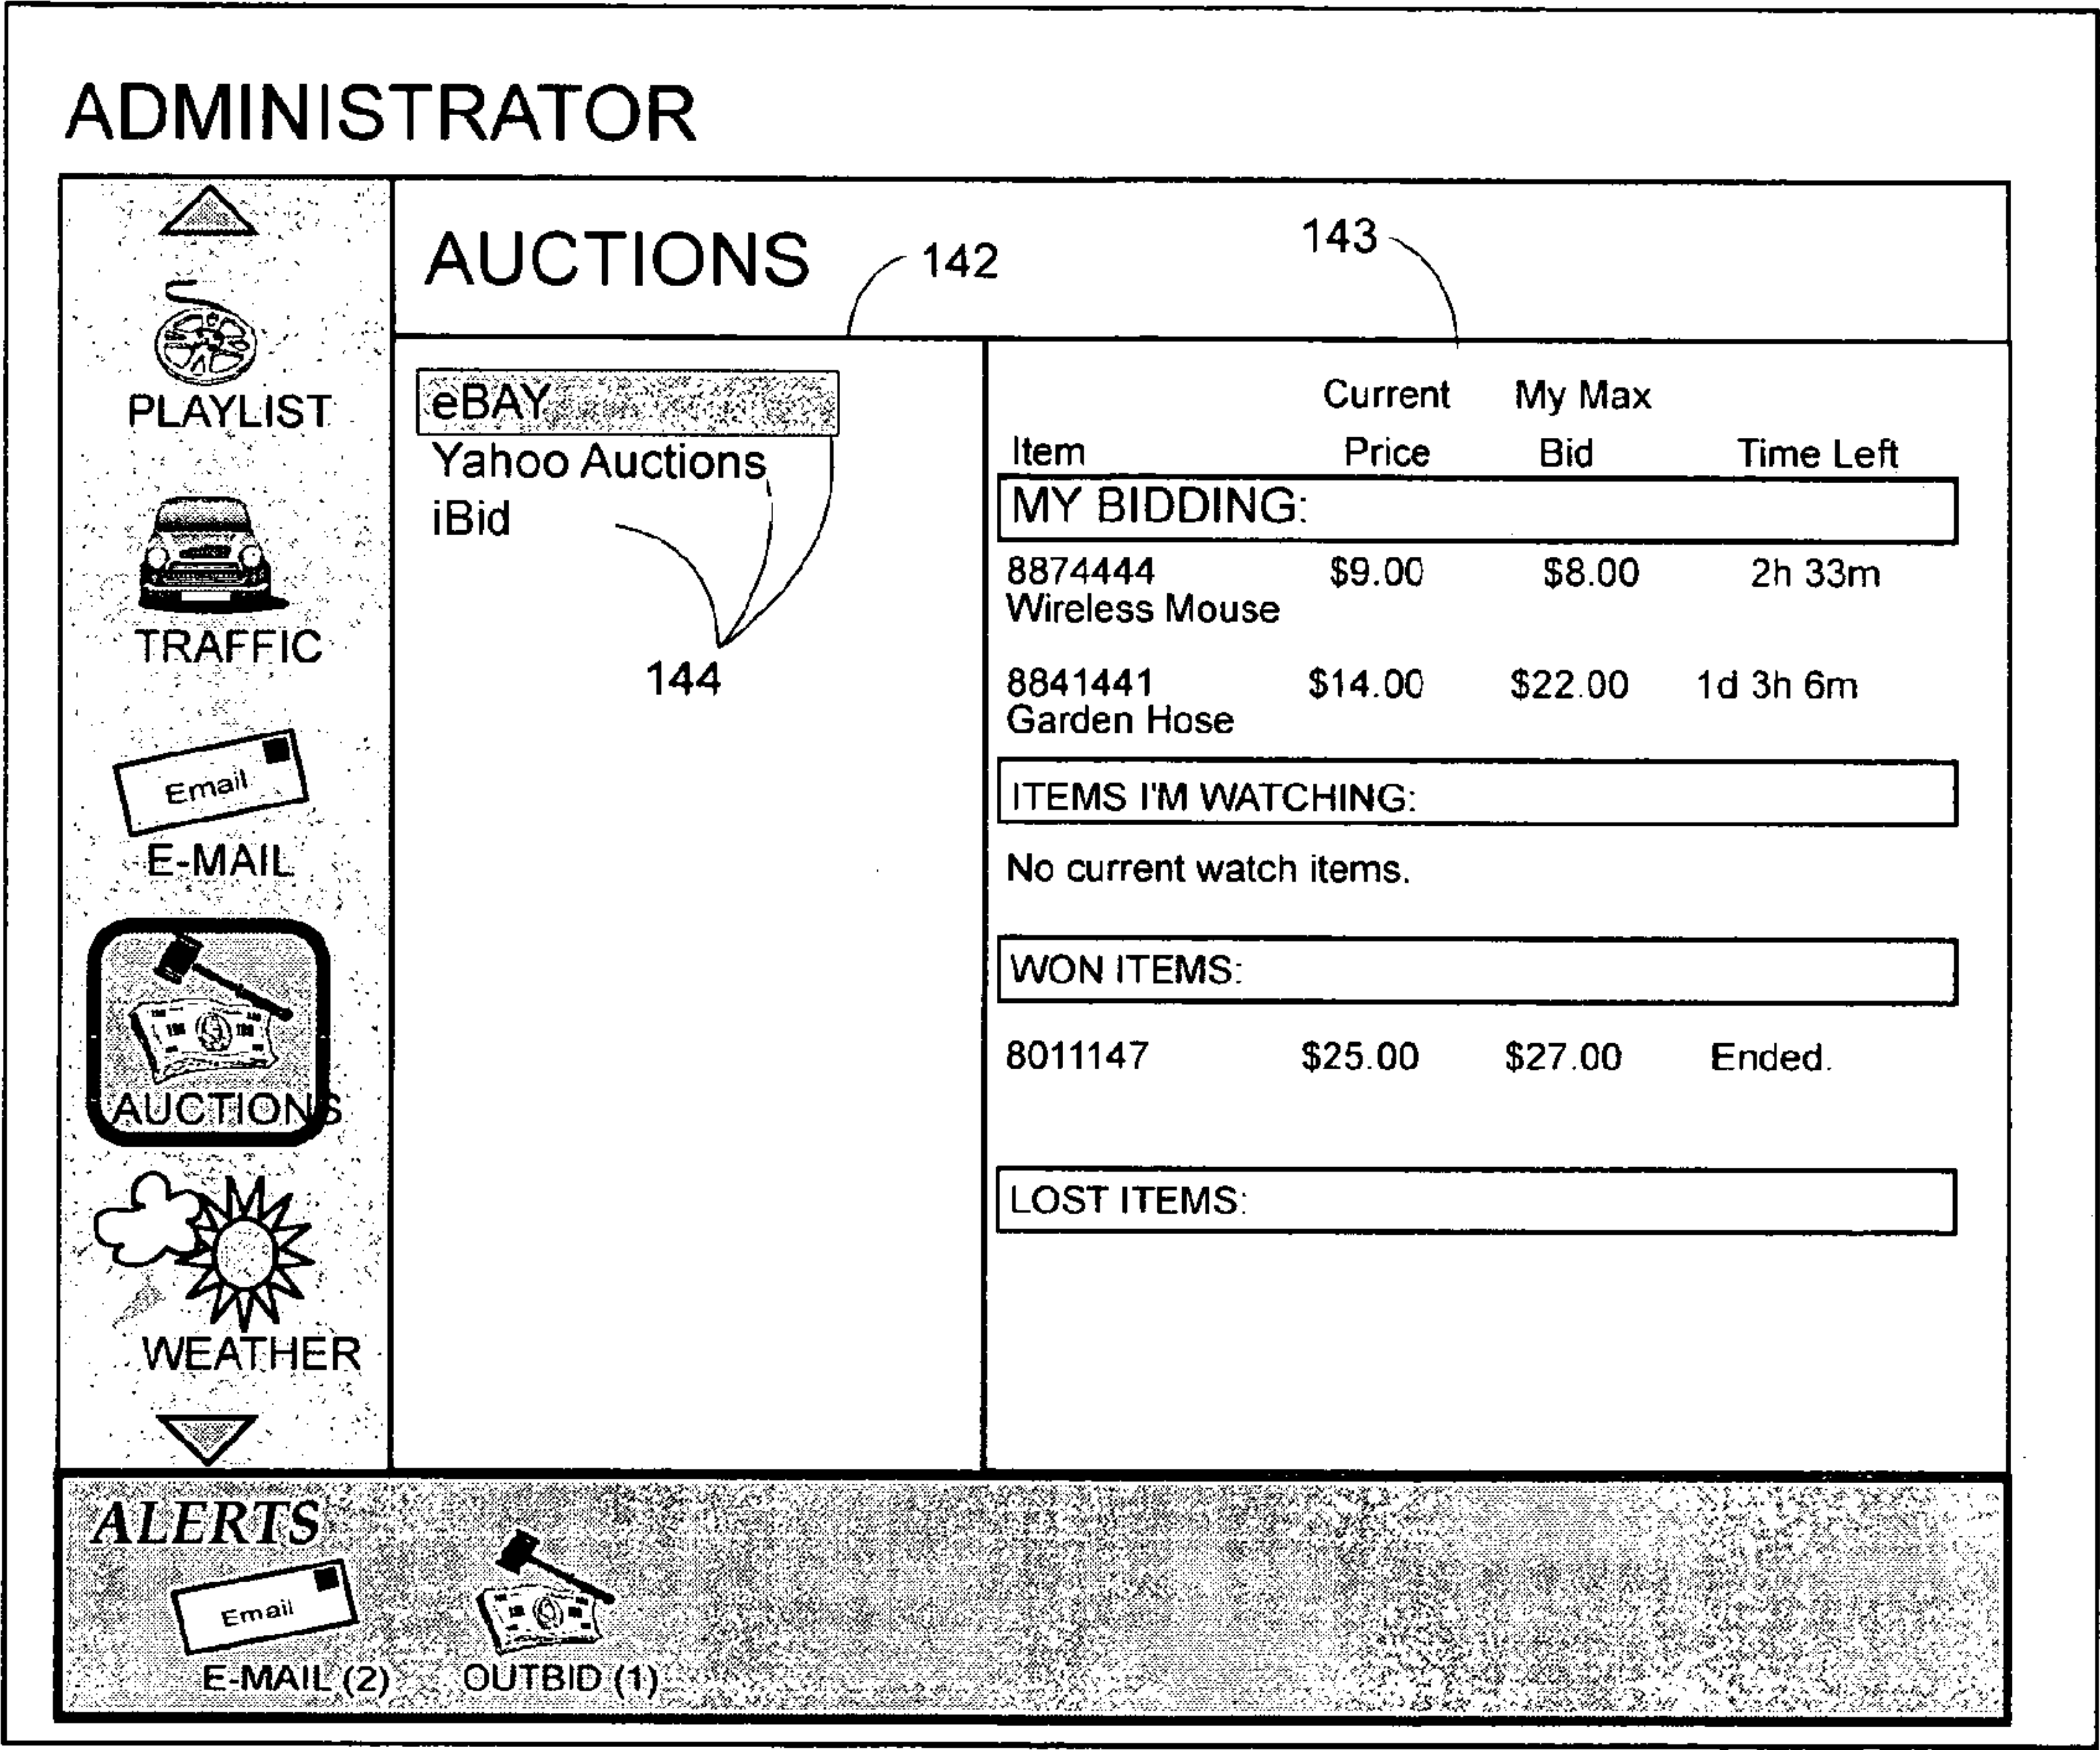 ADMINISTRATOR
PLAYLIST
TRAFFIC
Email
E-MAIL
AUCTIONS
WEATHER
AUCTIONS
142
143
eBAY
Yahoo Auctions
iBid
144
Current My Max
Item Price Bid Time Left
MY BIDDING:
8874444 $9.00 $8.00 2h 33m
Wireless Mouse
8841441 $14.00 $22.00 1d 3h 6m
Garden Hose
ITEMS I'M WATCHING:
No current watch items.
WON ITEMS:
8011147 $25.00 $27.00 Ended.
LOST ITEMS:
ALERTS
Email
E-MAIL (2) OUTBID (1)